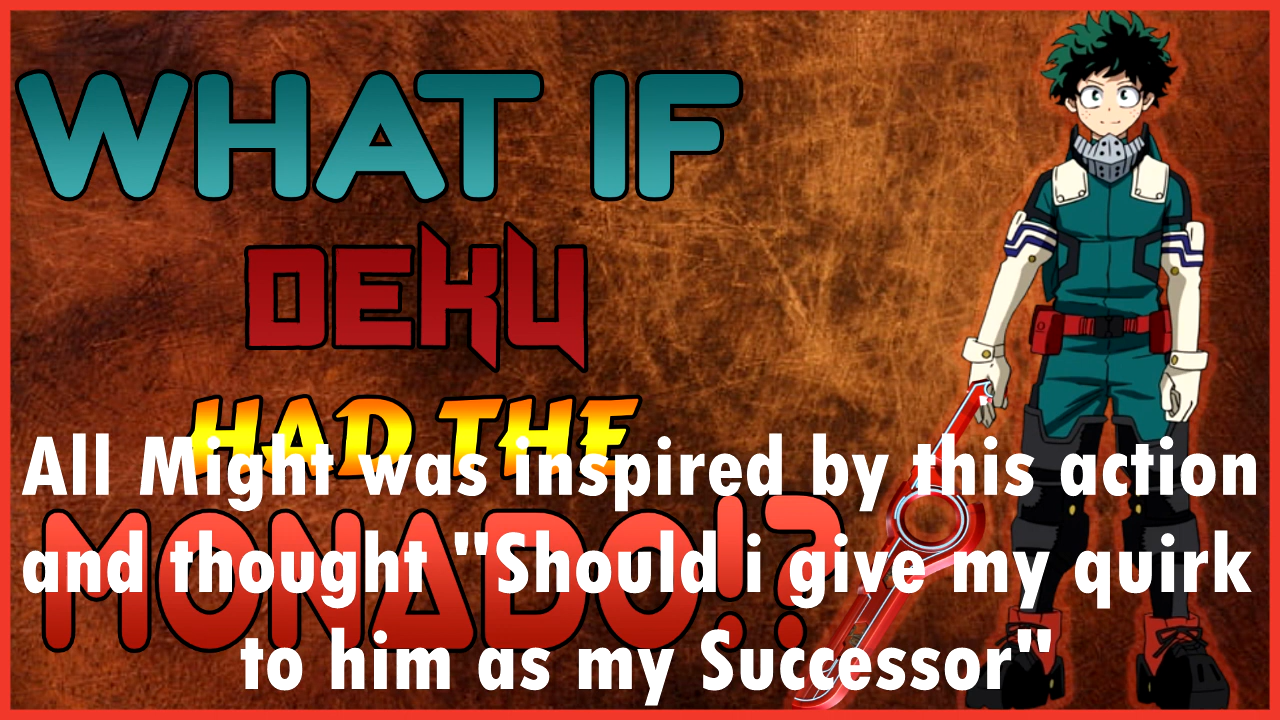 WHAT IF
DEKU
HAD THE
MONADO!?
All Might was inspired by this action
and thought "Should i give my quirk
to him as my Successor"